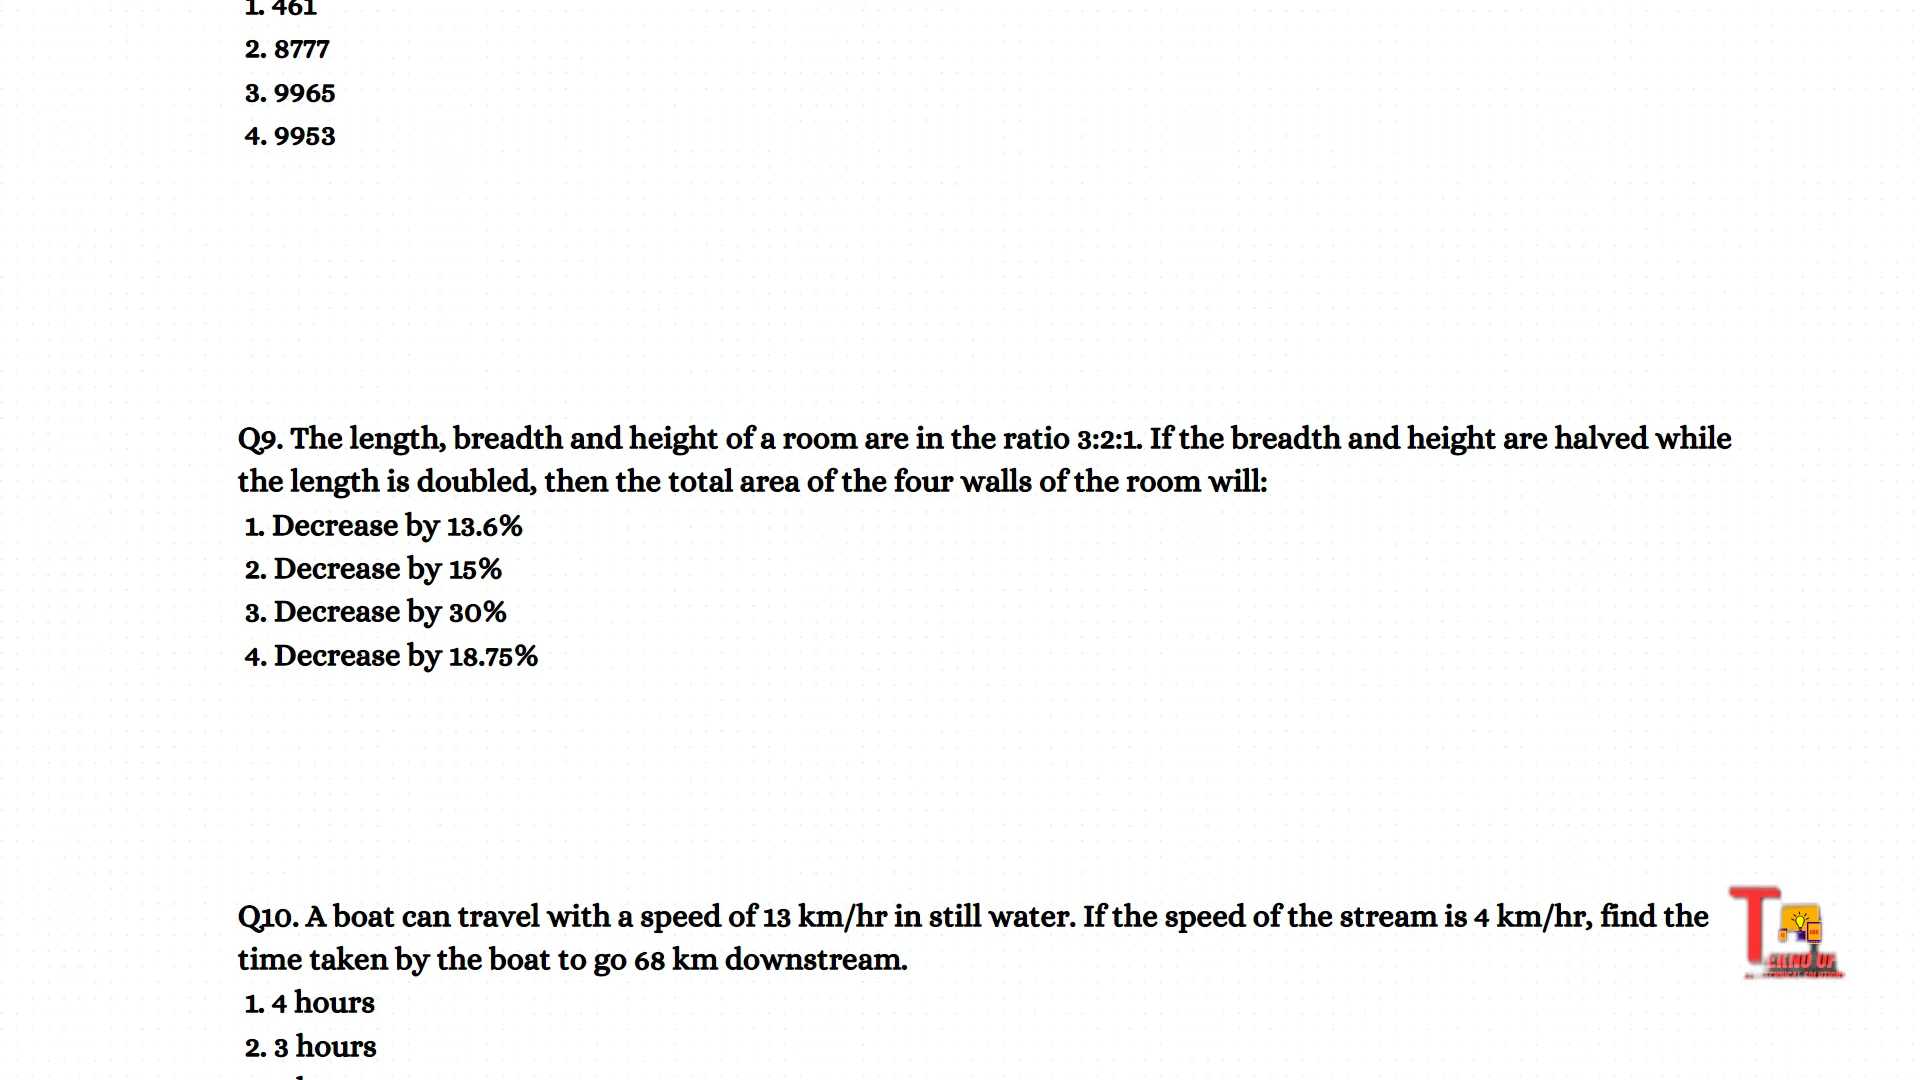 1. 461
2. 8777
3. 9965
4. 9953
Q9. The length, breadth and height of a room are in the ratio 3:2:1. If the breadth and height are halved while
the length is doubled, then the total area of the four walls of the room will:
1. Decrease by 13.6%
2. Decrease by 15%
3. Decrease by 30%
4. Decrease by 18.75%
Q10. A boat can travel with a speed of 13 km/hr in still water. If the speed of the stream is 4 km/hr, find the
time taken by the boat to go 68 km downstream.
1. 4 hours
2. 3 hours